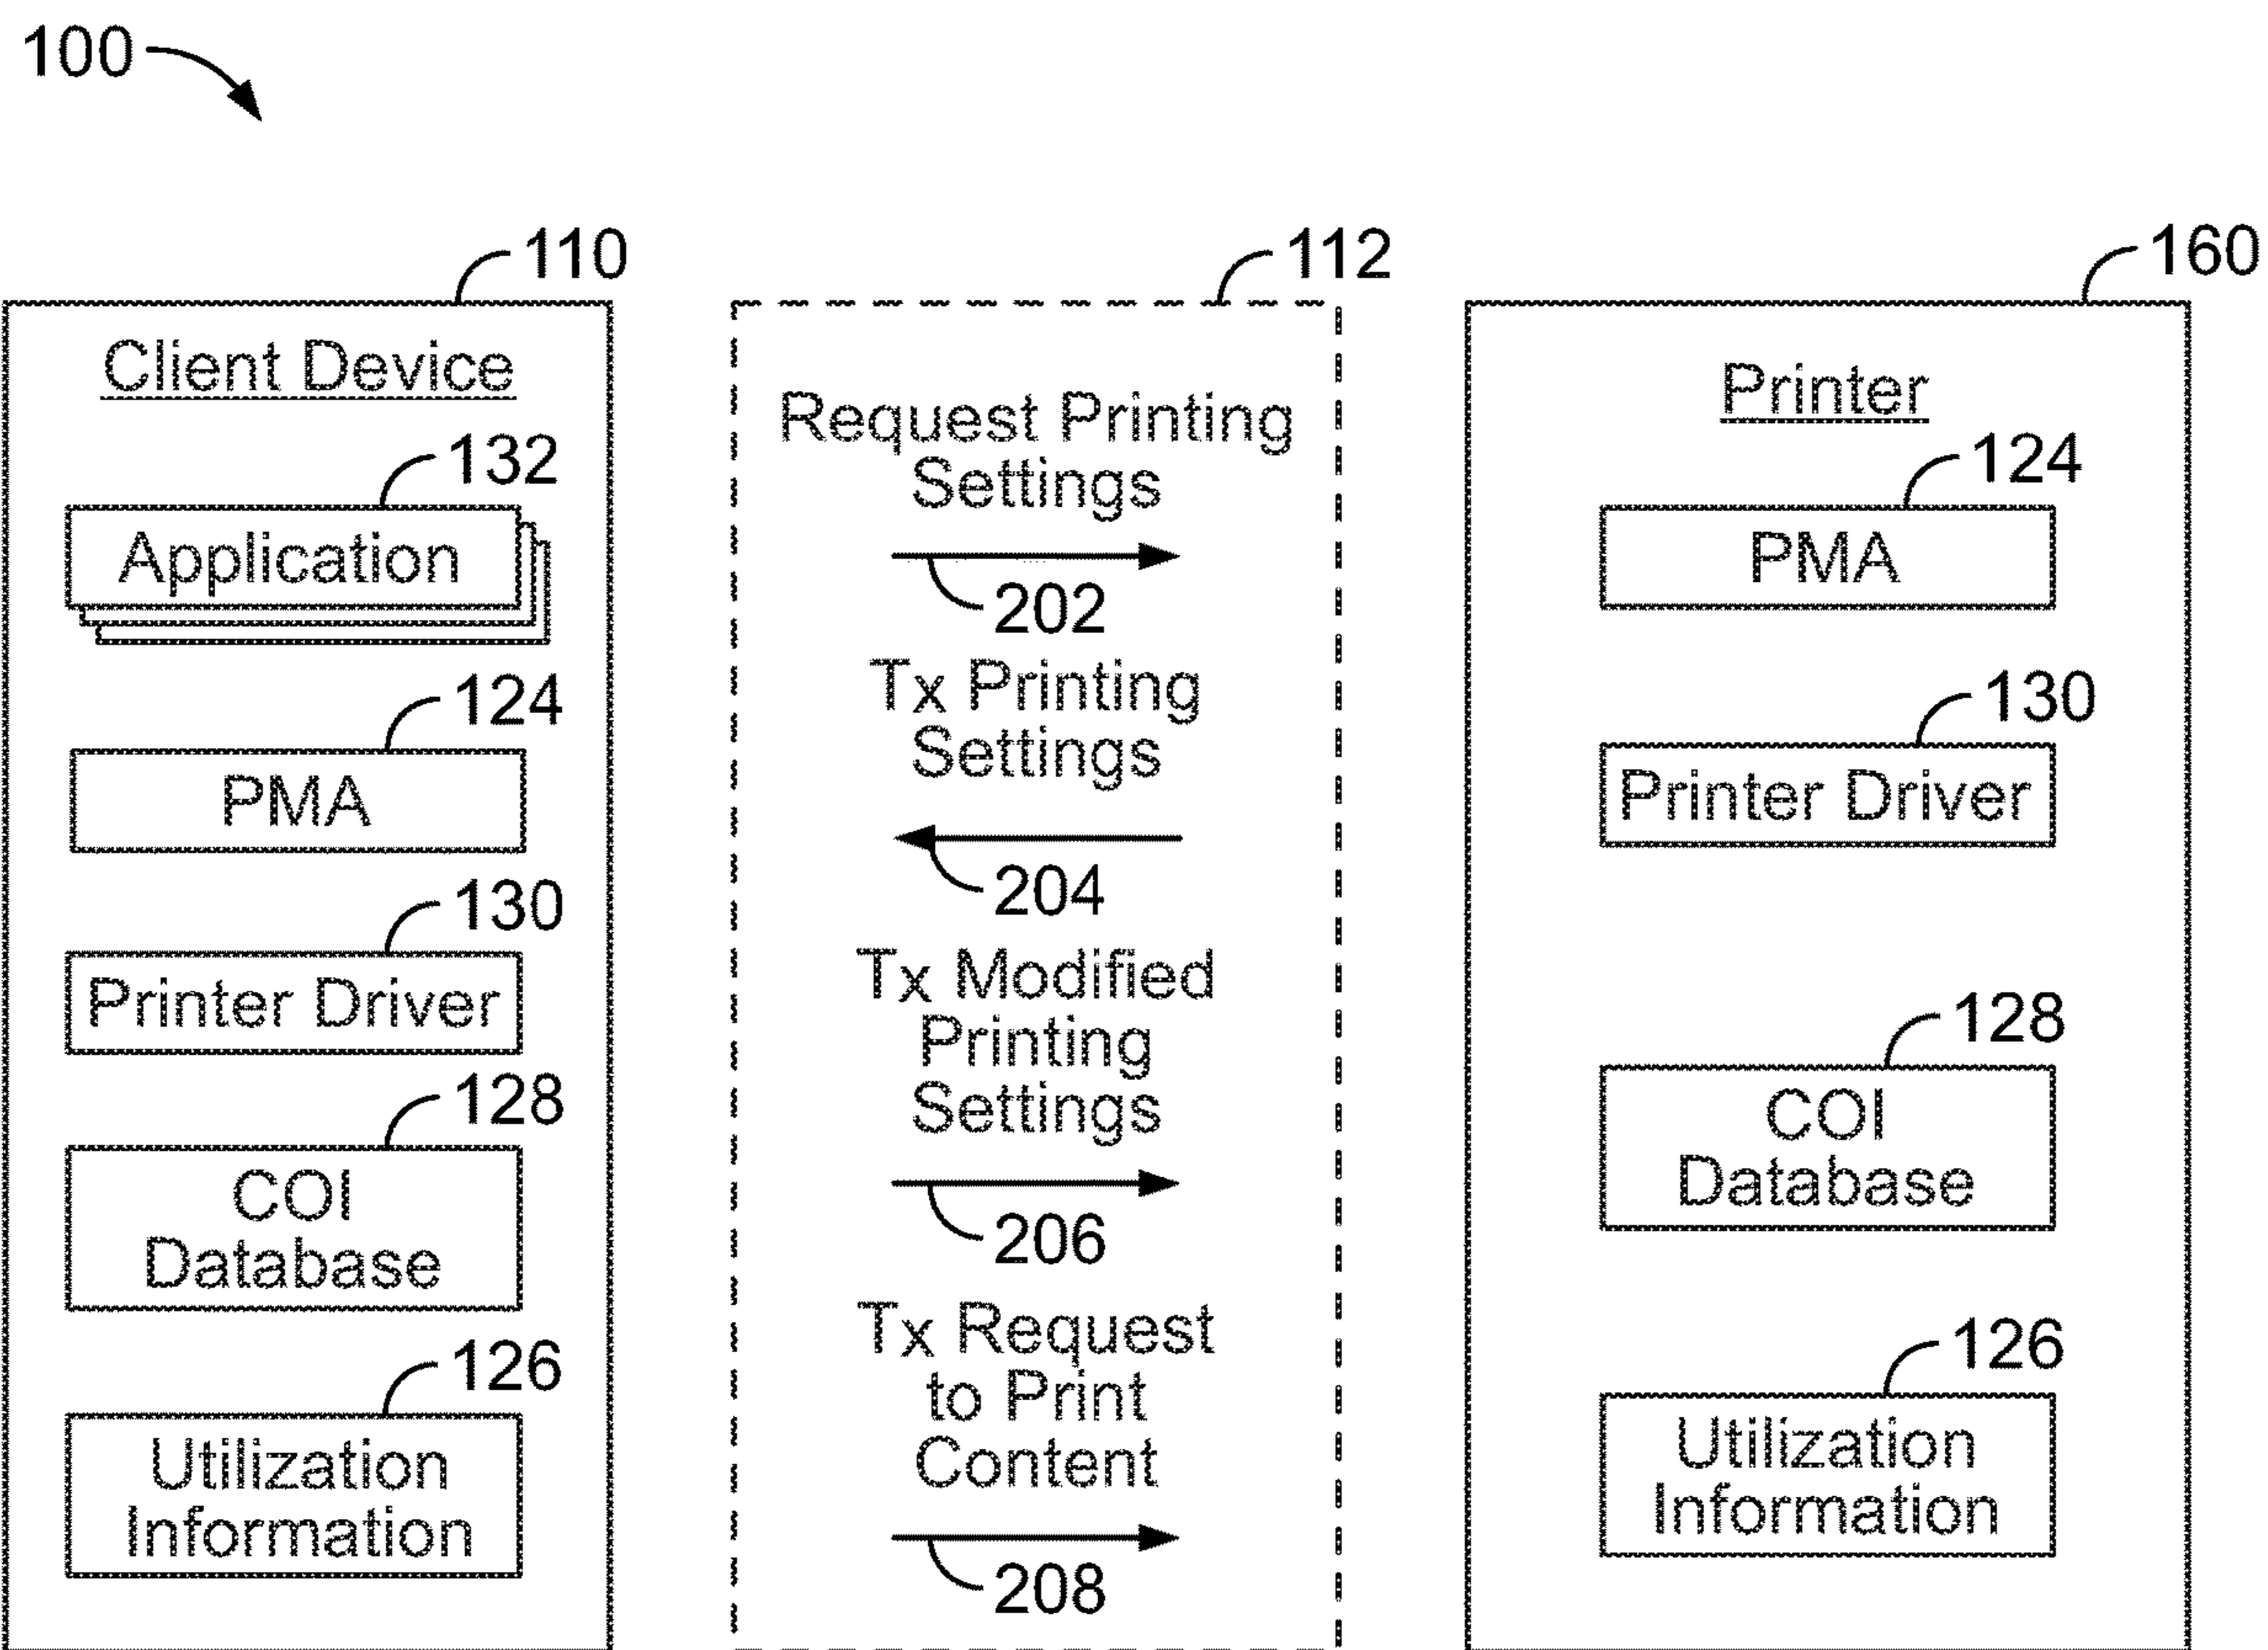 100
110
Client Device
132
Application
124
PMA
130
Printer Driver
128
COI
Database
126
Utilization
Information
112
Request Printing
Settings
202
Tx Printing
Settings
204
Tx Modified
Printing
Settings
206
Tx Request
to Print
Content
208
160
Printer
124
PMA
130
Printer Driver
128
COI
Database
126
Utilization
Information